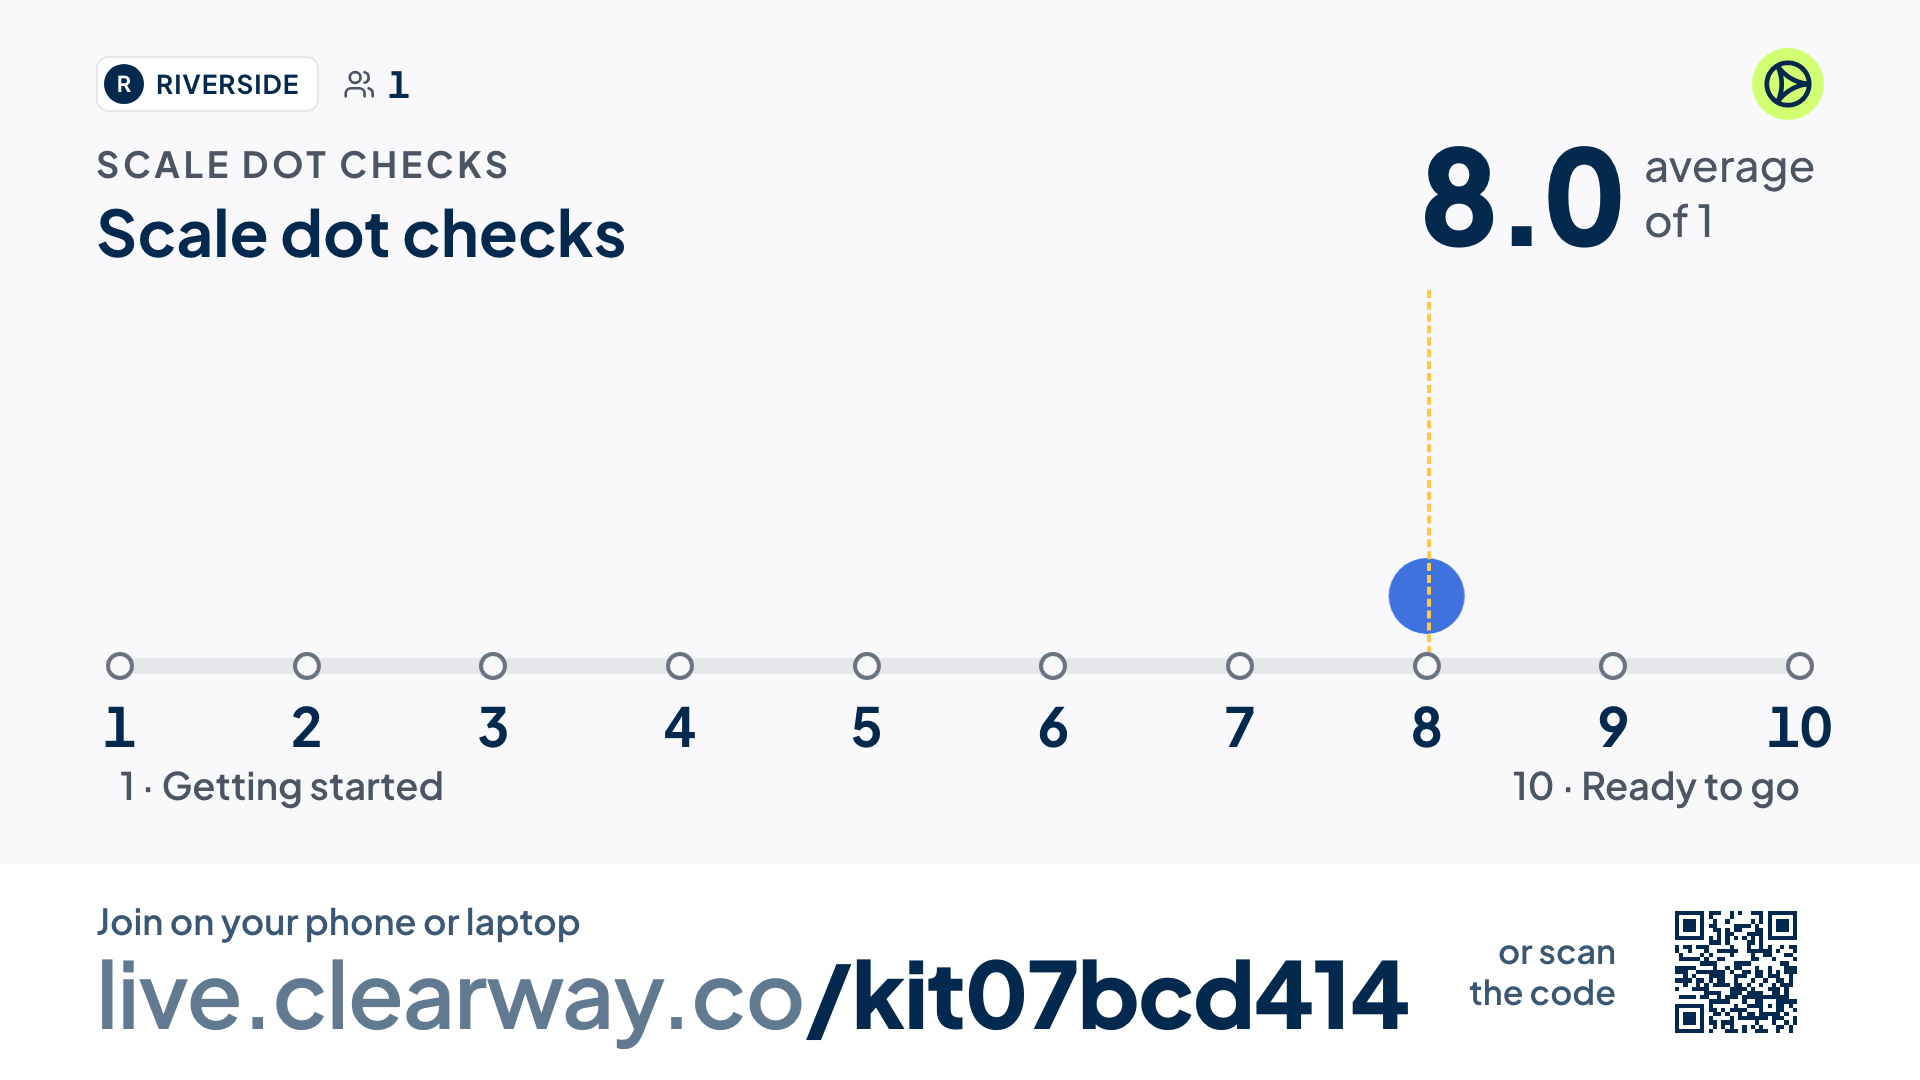 R RIVERSIDE 1
SCALE DOT CHECKS
Scale dot checks
8.0 average
of 1
1 2 3 4 5 6 7 8 9 10
1 · Getting started
10 · Ready to go
Join on your phone or laptop
live.clearway.co/kit07bcd414
or scan
the code